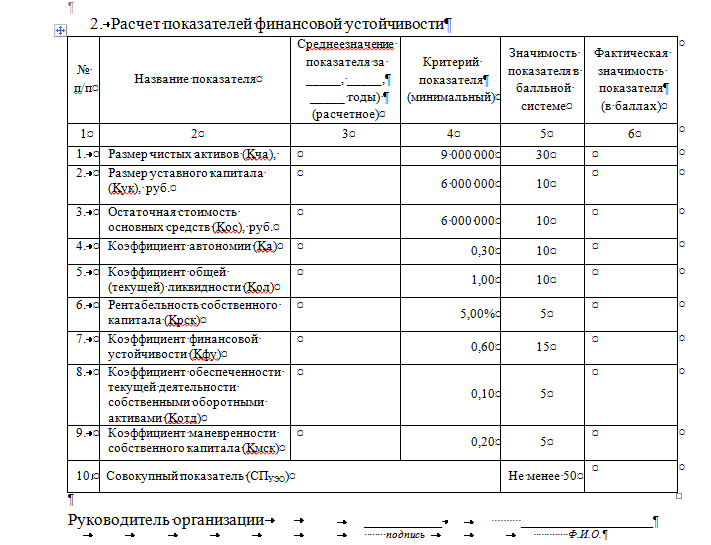 2. Расчет показателей финансовой устойчивости¶
№ п/п
Название показателя
Среднеезначение показателя за _____, _____, _____ годы) (расчетное)
Критерий показателя (минимальный)
Значимость показателя в балльной системе
Фактическая значимость показателя (в баллах)
1 2 3 4 5 6
1. Размер чистых активов (Кча), 9 000 000 30
2. Размер уставного капитала
(Кук), руб. 6 000 000 10
3. Остаточная стоимость
основных средств (Кос), руб. 6 000 000 10
4. Коэффициент автономии (Ка) 0,30 10
5. Коэффициент общей
(текущей) ликвидности (Кол) 1,00 10
6. Рентабельность собственного
капитала (Крск) 5,00% 5
7. Коэффициент финансовой
устойчивости (Кфу) 0,60 15
8. Коэффициент обеспеченности
текущей деятельности
собственными оборотными
активами (Котд) 0,10 5
9. Коэффициент маневренности
собственного капитала (Кмск) 0,20 5
10 Совокупный показатель (СПУЭО) Не менее 50
Руководитель организации ____________ ____________________
подпись Ф.И.О.